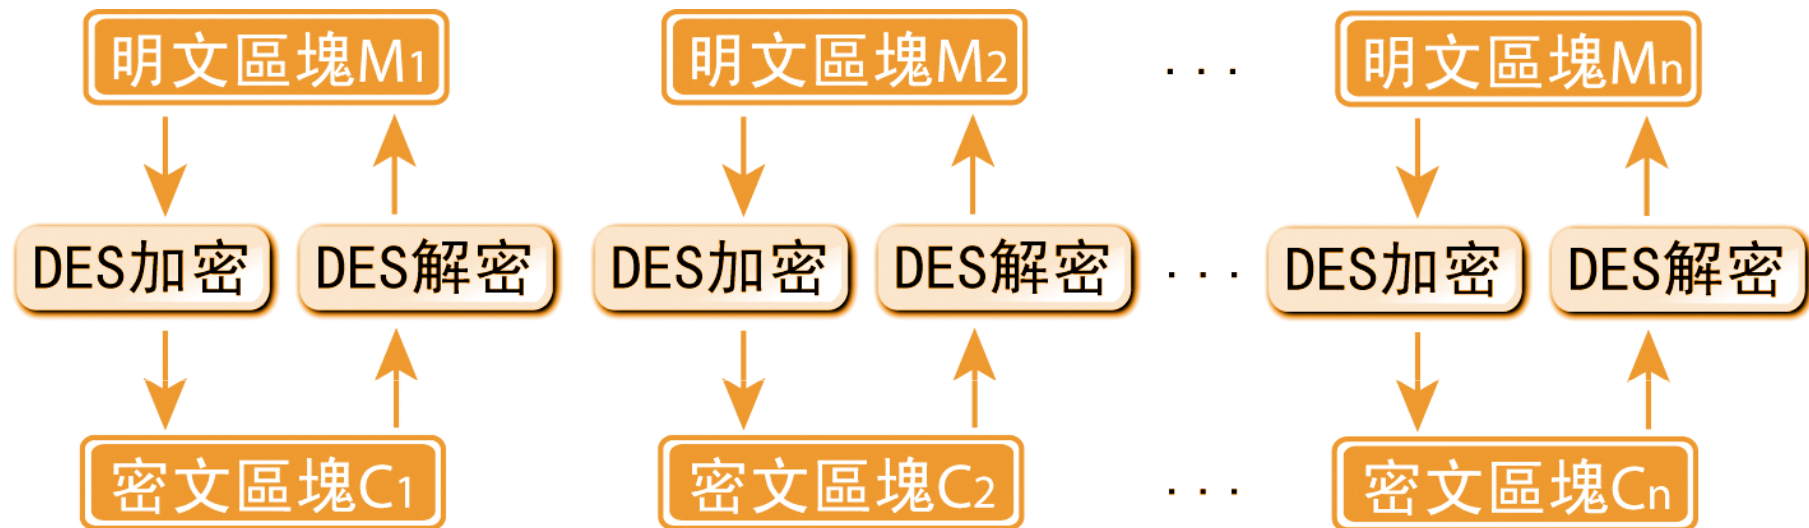 明文區塊M1 明文區塊M2 ... 明文區塊Mn
DES加密 DES解密 DES加密 DES解密 ... DES加密 DES解密
密文區塊C1 密文區塊C2 ... 密文區塊Cn